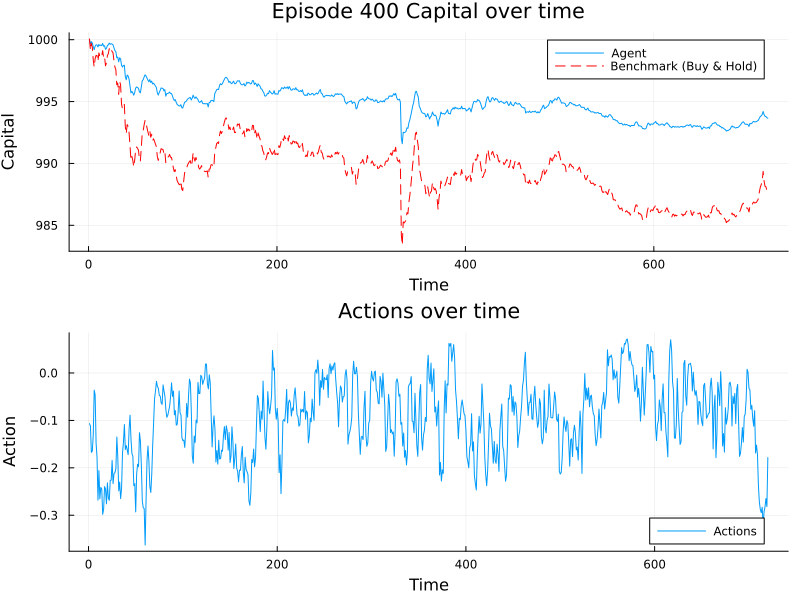 Episode 400 Capital over time
1000
995
990
985
Capital
Agent
Benchmark (Buy & Hold)
0
200
400
600
Time
Actions over time
0.0
−0.1
−0.2
−0.3
Action
Actions
0
200
400
600
Time